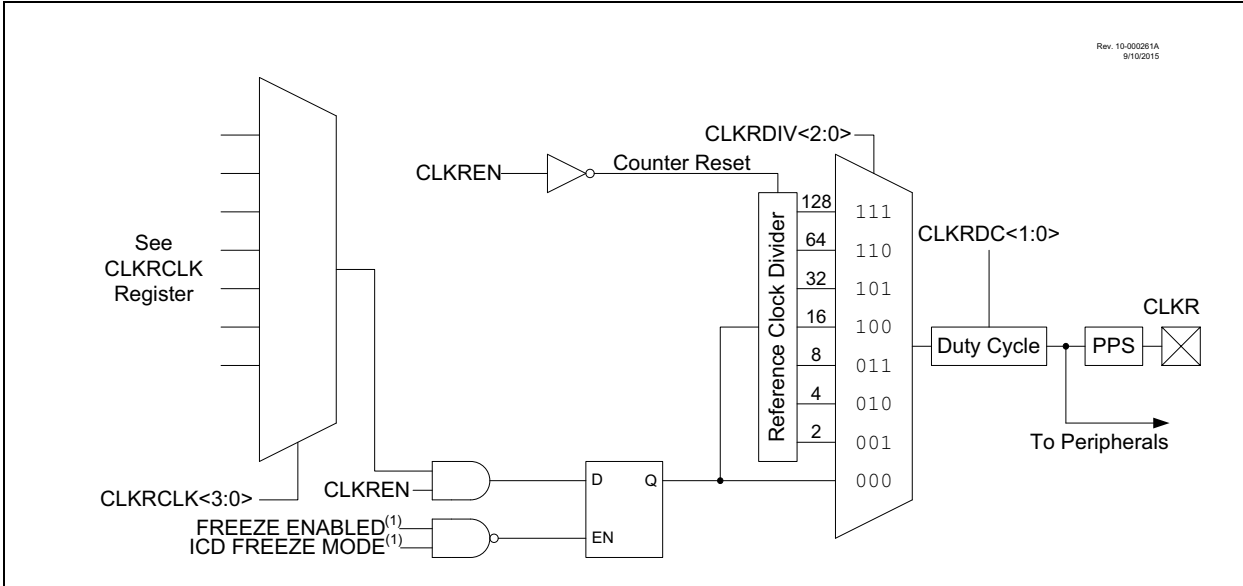 Rev. 10-000261A
9/10/2015
CLKRDIV<2:0>
CLKREN
Counter Reset
See
CLKRCLK
Register
Reference Clock Divider
128
64
32
16
8
4
2
111
110
101
100
011
010
001
000
CLKRDC<1:0>
Duty Cycle
PPS
CLKR
To Peripherals
CLKRCLK<3:0>
CLKREN
FREEZE ENABLED(1)
ICD FREEZE MODE(1)
D
Q
EN